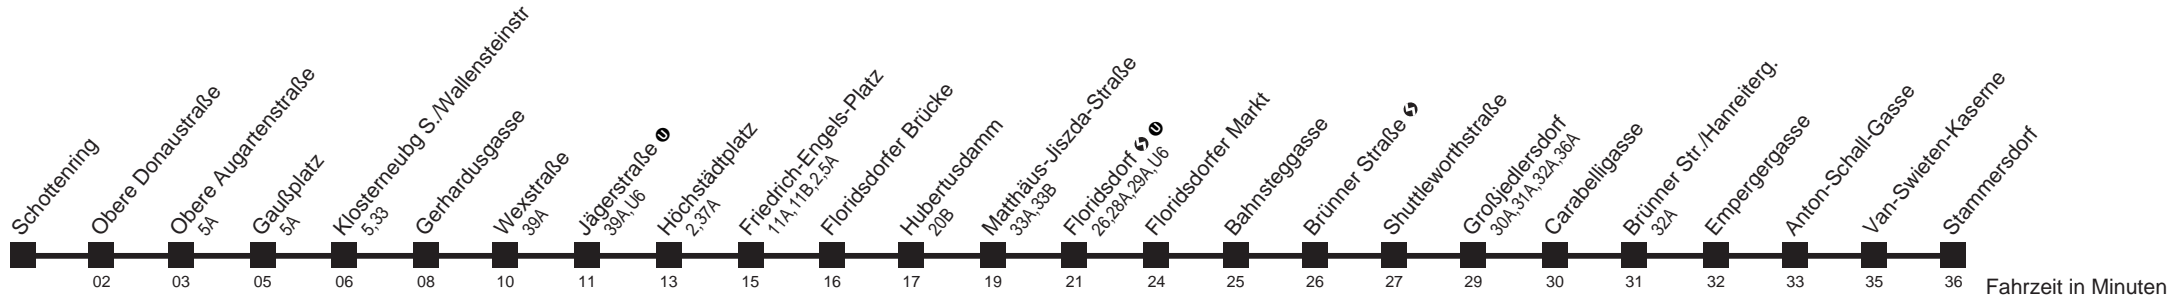 Schottenring
Obere Donaustraße
Obere Augartenstraße
5A
Gaußplatz
5A
Klosterneubg S./Wallensteinstr
5,33
Gerhardusgasse
Wexstraße
39A
Jägerstraße U
39A,U6
Höchstädtplatz
2,37A
Friedrich-Engels-Platz
11A,11B,2,5A
Floridsdorfer Brücke
Hubertusdamm
20B
Matthäus-Jiszda-Straße
33A,33B
Floridsdorf S U
26,28A,29A,U6
Floridsdorfer Markt
Bahnsteggasse
Brünner Straße S
Shuttleworthstraße
Großjedlersdorf
30A,31A,32A,36A
Carabelligasse
Brünner Str./Hanreiterg.
32A
Empergergasse
Anton-Schall-Gasse
Van-Swieten-Kaserne
Stammersdorf
02 03 05 06 08 10 11 13 15 16 17 19 21 24 25 26 27 29 30 31 32 33 35 36 Fahrzeit in Minuten